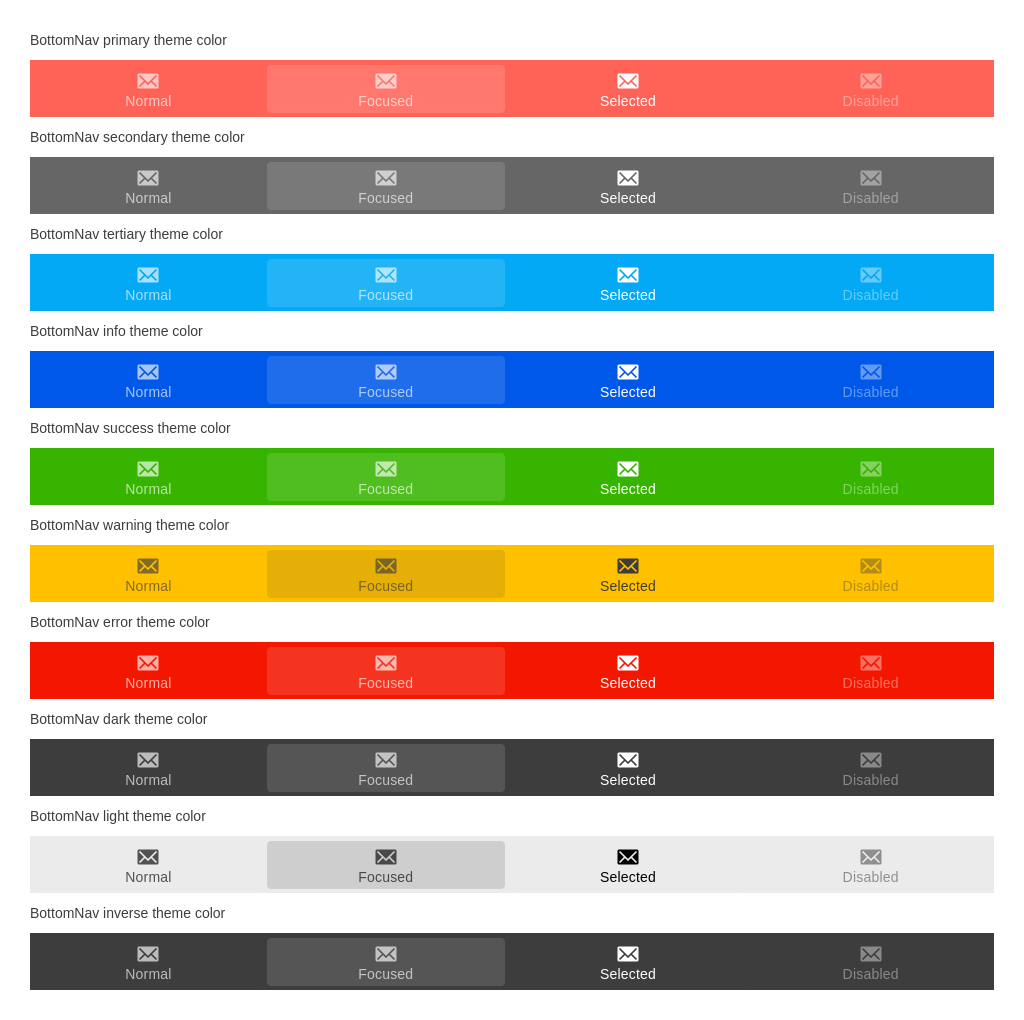 BottomNav primary theme color
Normal Focused Selected Disabled
BottomNav secondary theme color
Normal Focused Selected Disabled
BottomNav tertiary theme color
Normal Focused Selected Disabled
BottomNav info theme color
Normal Focused Selected Disabled
BottomNav success theme color
Normal Focused Selected Disabled
BottomNav warning theme color
Normal Focused Selected Disabled
BottomNav error theme color
Normal Focused Selected Disabled
BottomNav dark theme color
Normal Focused Selected Disabled
BottomNav light theme color
Normal Focused Selected Disabled
BottomNav inverse theme color
Normal Focused Selected Disabled